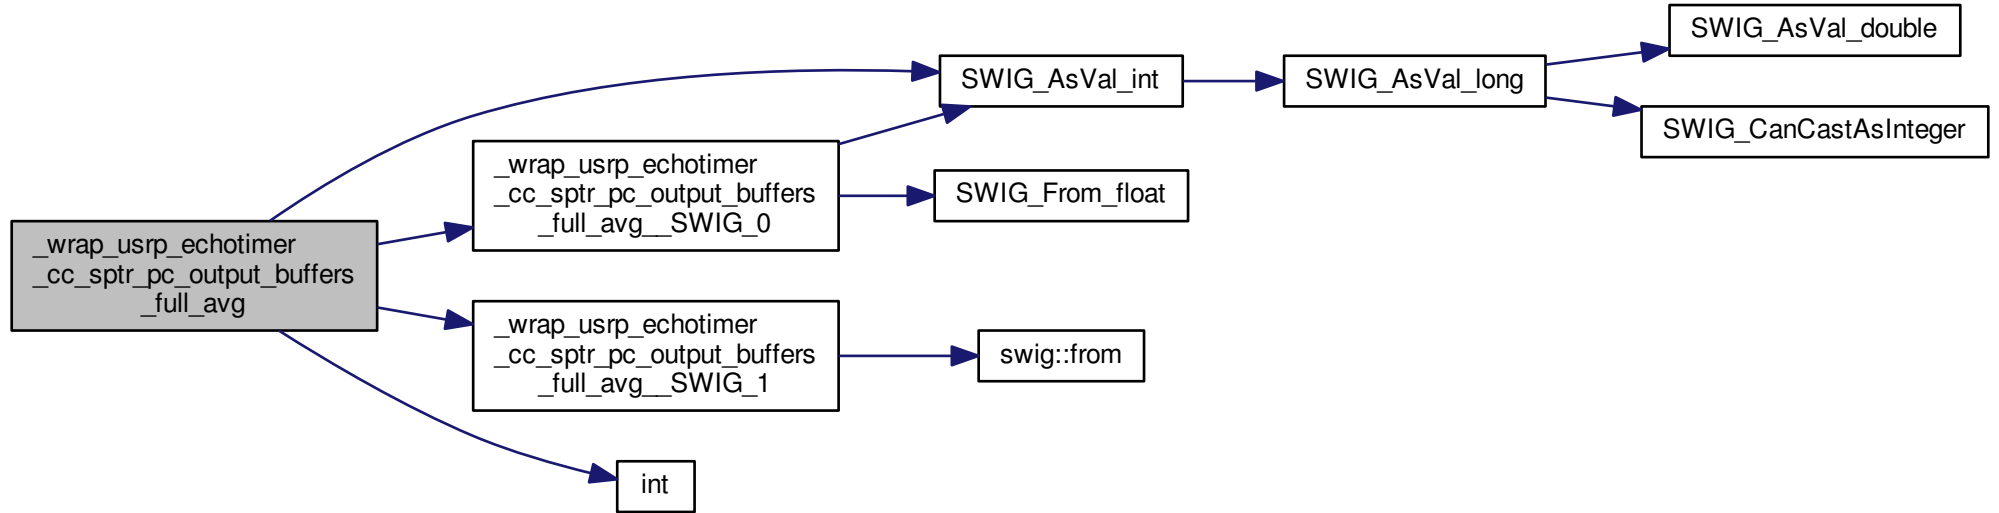 _wrap_usrp_echotimer
_cc_sptr_pc_output_buffers
_full_avg
_wrap_usrp_echotimer
_cc_sptr_pc_output_buffers
_full_avg__SWIG_0
_wrap_usrp_echotimer
_cc_sptr_pc_output_buffers
_full_avg__SWIG_1
int
SWIG_AsVal_int
SWIG_From_float
swig::from
SWIG_AsVal_long
SWIG_AsVal_double
SWIG_CanCastAsInteger